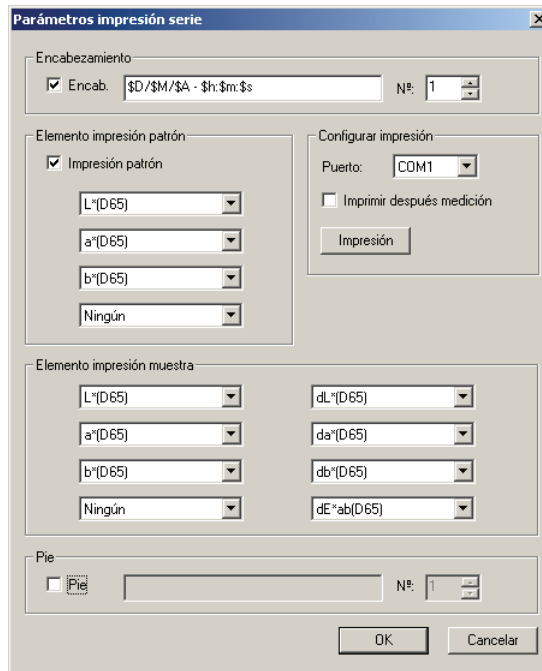 Parámetros impresión serie
Encabezamiento
Encab. $D/$M/$A - $h:$m:$s Nº: 1
Elemento impresión patrón
Impresión patrón
L*(D65)
a*(D65)
b*(D65)
Ningún
Configurar impresión
Puerto: COM1
Imprimir después medición
Impresión
Elemento impresión muestra
L*(D65) dL*(D65)
a*(D65) da*(D65)
b*(D65) db*(D65)
Ningún dE*ab(D65)
Pie
Pie Nº: 1
OK Cancelar